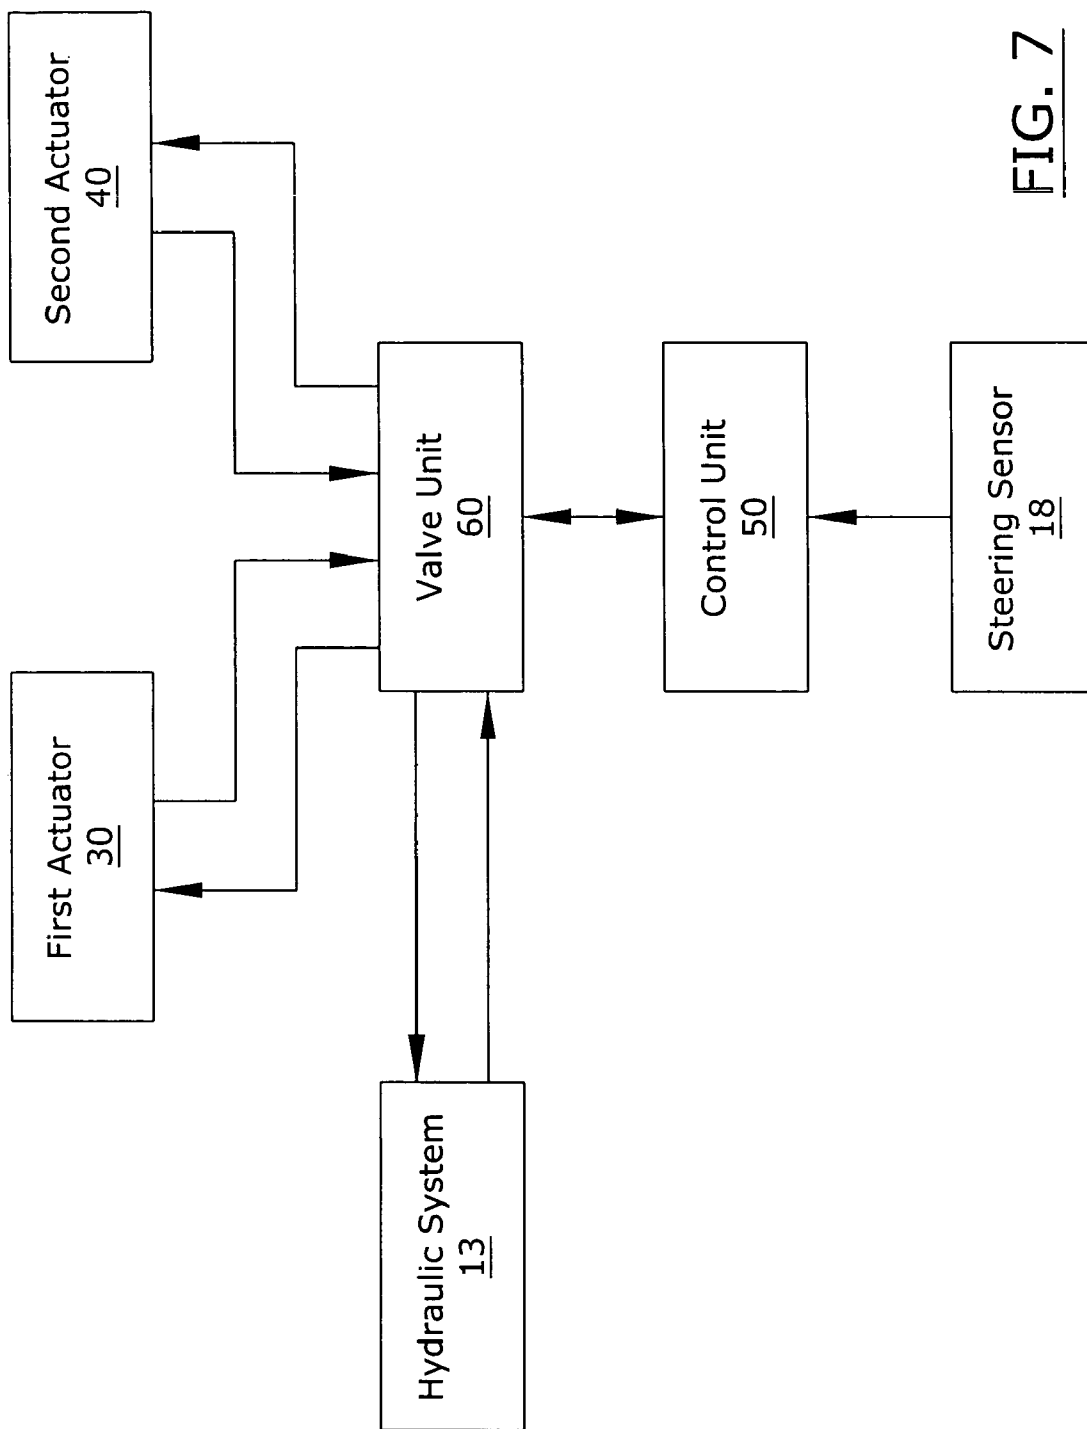 First Actuator
30
Second Actuator
40
Hydraulic System
13
Valve Unit
60
Control Unit
50
Steering Sensor
18
FIG. 7